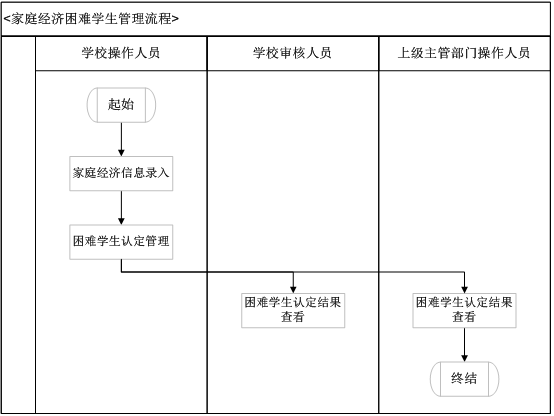 <家庭经济困难学生管理流程>
学校操作人员
学校审核人员
上级主管部门操作人员
起始
家庭经济信息录入
困难学生认定管理
困难学生认定结果
查看
困难学生认定结果
查看
终结